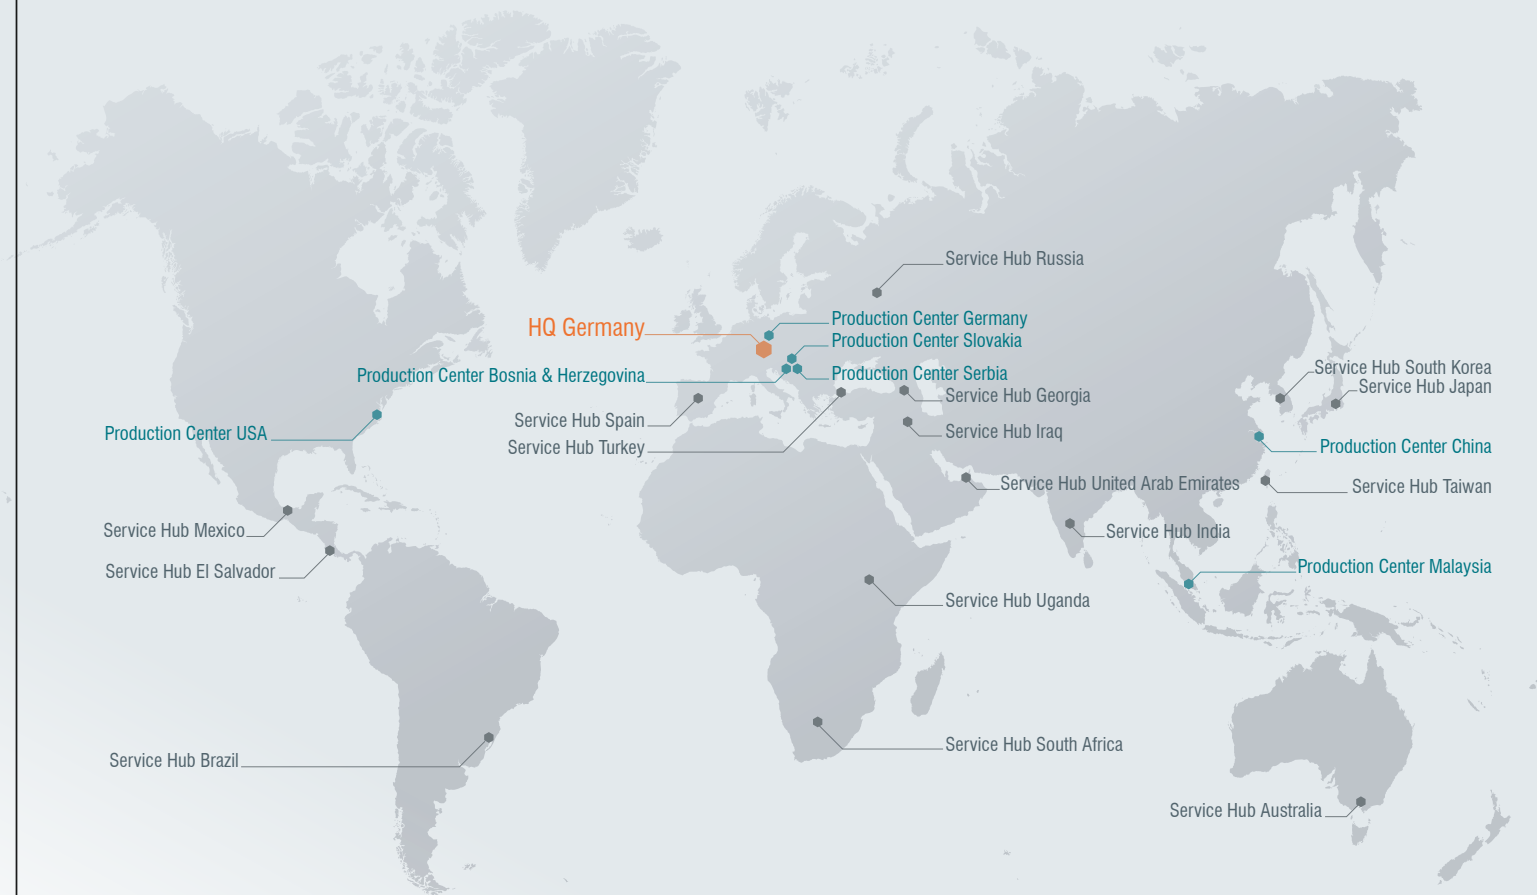 Service Hub Russia
HQ Germany
Production Center Germany
Production Center Slovakia
Production Center Bosnia & Herzegovina
Production Center Serbia
Service Hub South Korea
Service Hub Japan
Service Hub Georgia
Service Hub Spain
Production Center USA
Service Hub Iraq
Service Hub Turkey
Production Center China
Service Hub United Arab Emirates
Service Hub Taiwan
Service Hub Mexico
Service Hub India
Service Hub El Salvador
Production Center Malaysia
Service Hub Uganda
Service Hub South Africa
Service Hub Brazil
Service Hub Australia